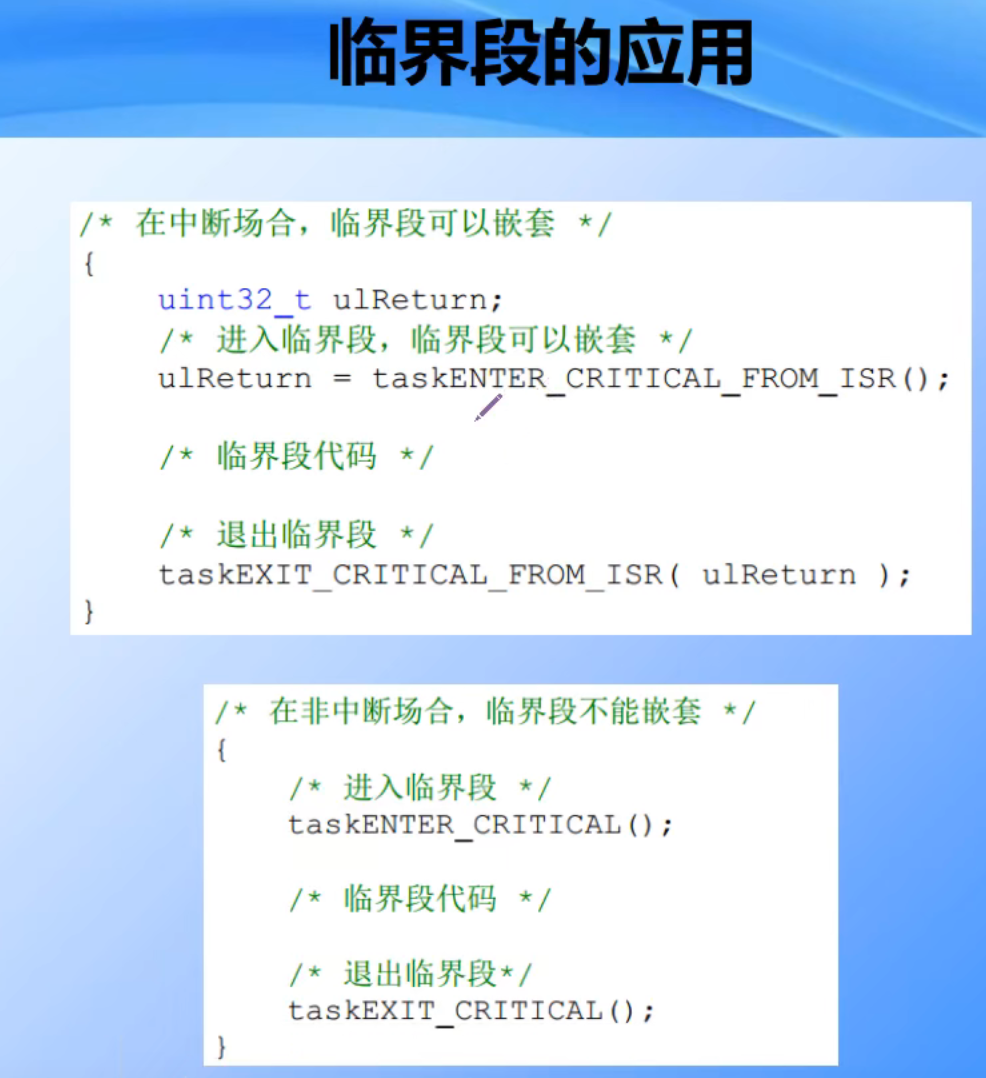 临界段的应用
/* 在中断场合，临界段可以嵌套 */
{
uint32_t ulReturn;
/* 进入临界段，临界段可以嵌套 */
ulReturn = taskENTER_CRITICAL_FROM_ISR();
/* 临界段代码 */
/* 退出临界段 */
taskEXIT_CRITICAL_FROM_ISR( ulReturn );
}
/* 在非中断场合，临界段不能嵌套 */
{
/* 进入临界段 */
taskENTER_CRITICAL();
/* 临界段代码 */
/* 退出临界段*/
taskEXIT_CRITICAL();
}